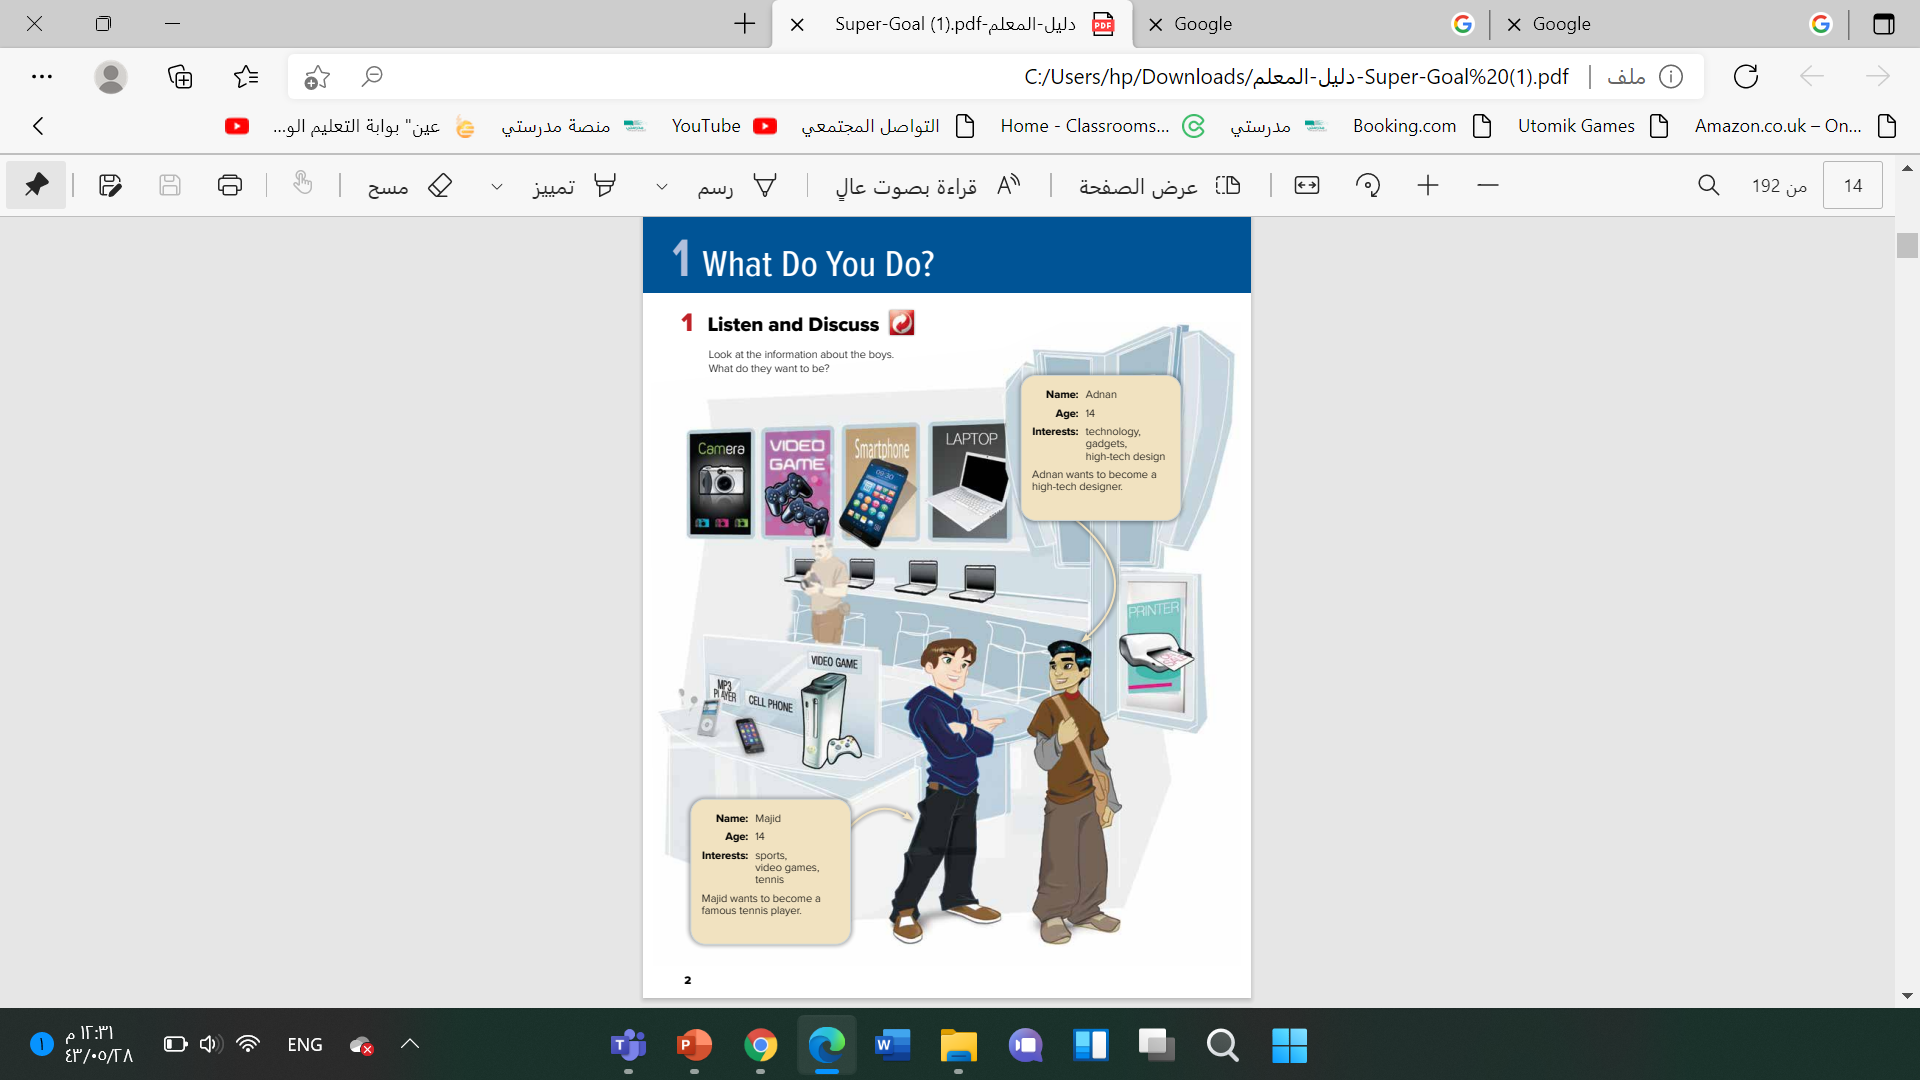 Super-Goal (1).pdf-دليل-المعلم
Google
Google
C:/Users/hp/Downloads/دليل-المعلم-Super-Goal%20(1).pdf
ملف
عين" بوابة التعليم الو...
منصة مدرستي
YouTube
التواصل المجتمعي
Home - Classrooms...
مدرستي
Booking.com
Utomik Games
Amazon.co.uk – On...
مسح
تمييز
رسم
قراءة بصوت عالٍ
عرض الصفحة
من 192
14
1 What Do You Do?
1 Listen and Discuss
Look at the information about the boys.
What do they want to be?
Name: Adnan
Age: 14
Interests: technology,
gadgets,
high-tech design
Adnan wants to become a
high-tech designer.
Camera
VIDEO
GAME
Smartphone
09:30
LAPTOP
PRINTER
VIDEO GAME
MP3
PLAYER
CELL PHONE
Name: Majid
Age: 14
Interests: sports,
video games,
tennis
Majid wants to become a
famous tennis player.
2
١٢:٣١ م
٤٣/٠٥/٢٨
١
ENG